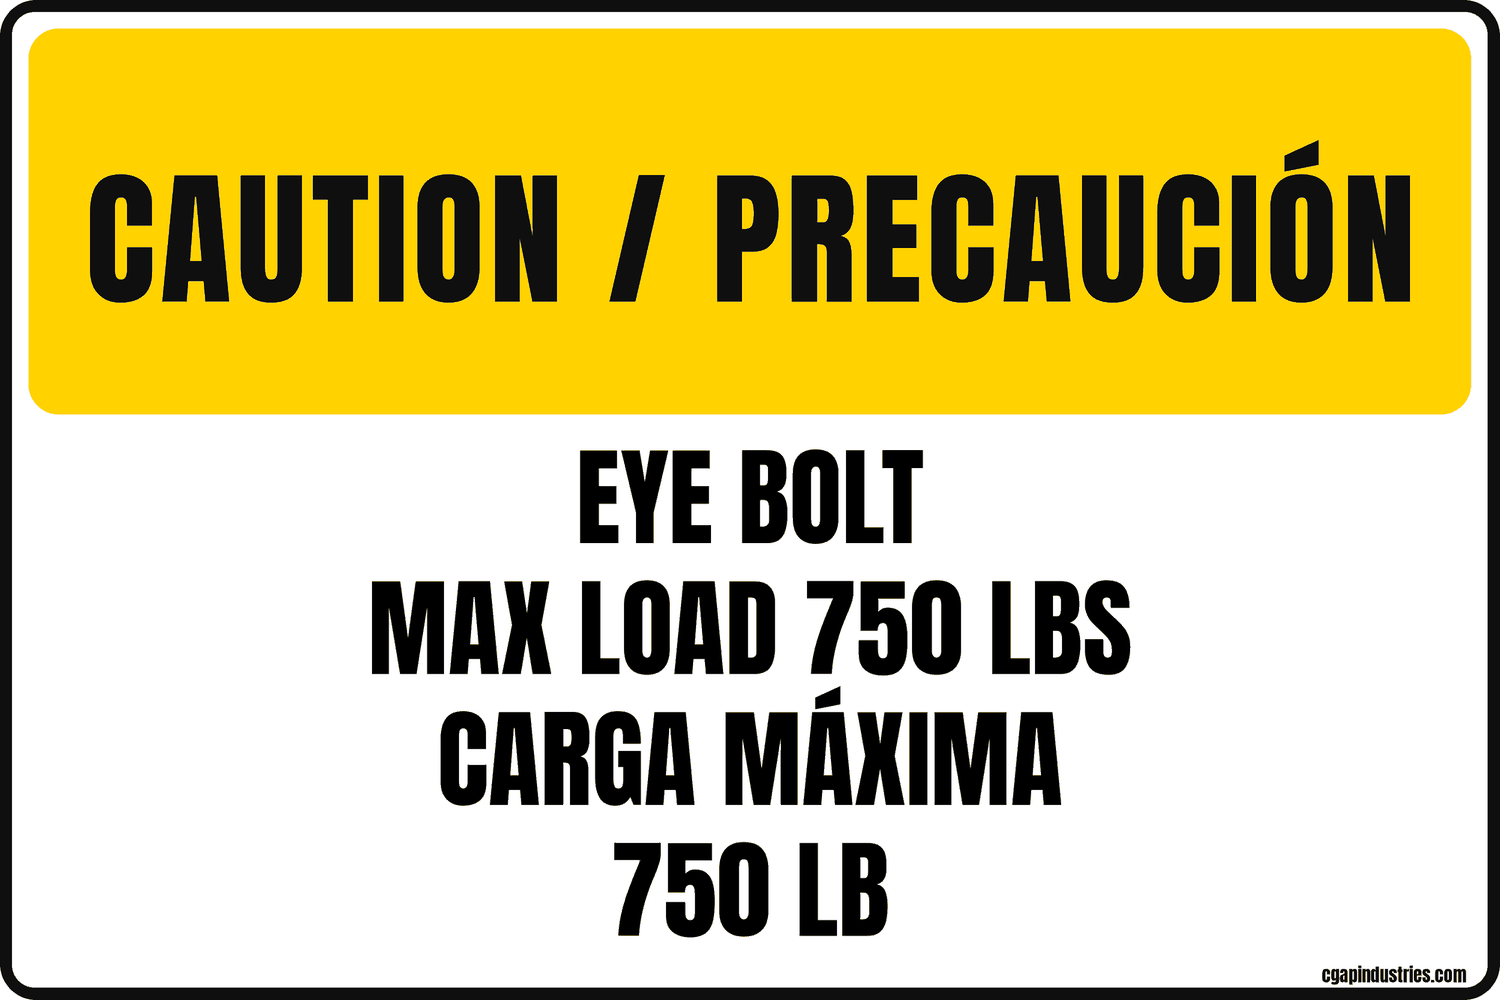 CAUTION / PRECAUCIÓN
EYE BOLT
MAX LOAD 750 LBS
CARGA MÁXIMA
750 LB
cgapindustries.com